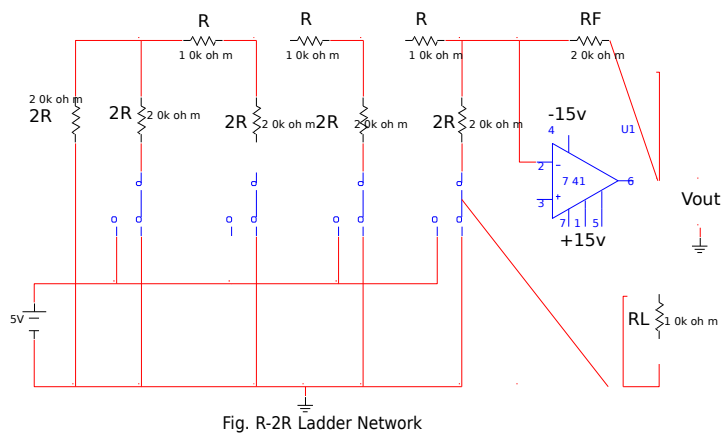 R R R RF
1 0k oh m 1 0k oh m 1 0k oh m 2 0k oh m
2 0k oh m
2R 2R 2 0k oh m 2R 2 0k oh m 2R 2 0k oh m 2R 2 0k oh m
-15v
4 U1
2
7 41 6
3
7 1 5
+15v
Vout
5V
RL 1 0k oh m
Fig. R-2R Ladder Network